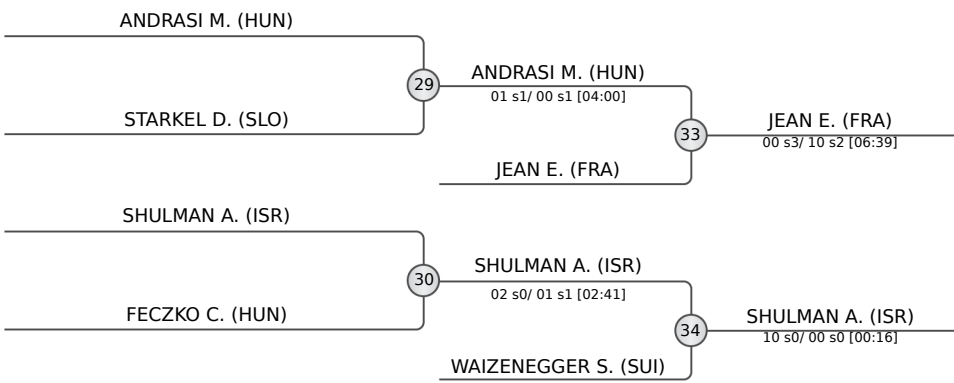 ANDRASI M. (HUN)
29
STARKEL D. (SLO)
ANDRASI M. (HUN)
01 s1/ 00 s1 [04:00]
33
JEAN E. (FRA)
JEAN E. (FRA)
00 s3/ 10 s2 [06:39]
SHULMAN A. (ISR)
30
FECZKO C. (HUN)
SHULMAN A. (ISR)
02 s0/ 01 s1 [02:41]
34
WAIZENEGGER S. (SUI)
SHULMAN A. (ISR)
10 s0/ 00 s0 [00:16]